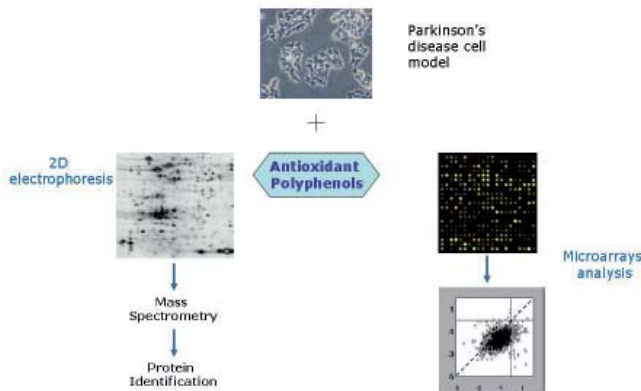 Parkinson's
disease cell
model
+
2D
electrophoresis
Antioxidant
Polyphenols
Microarrays
analysis
Mass
Spectrometry
Protein
Identification